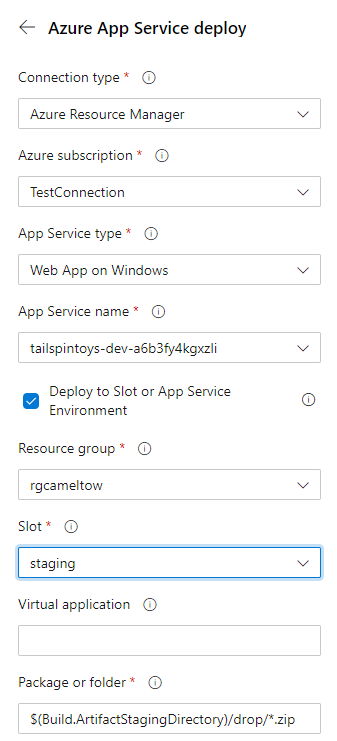 Azure App Service deploy
Connection type *
Azure Resource Manager
Azure subscription *
TestConnection
App Service type *
Web App on Windows
App Service name *
tailspintoys-dev-a6b3fy4kgxzli
Deploy to Slot or App Service
Environment
Resource group *
rgcameltow
Slot *
staging
Virtual application
Package or folder *
$(Build.ArtifactStagingDirectory)/drop/*.zip